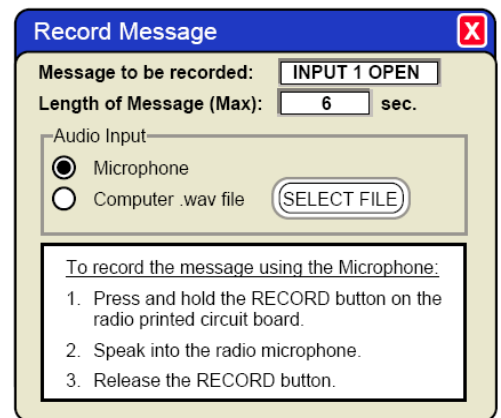 Record Message X
Message to be recorded: INPUT 1 OPEN
Length of Message (Max): 6 sec.
Audio Input
Microphone
Computer .wav file SELECT FILE
To record the message using the Microphone:
1. Press and hold the RECORD button on the
radio printed circuit board.
2. Speak into the radio microphone.
3. Release the RECORD button.